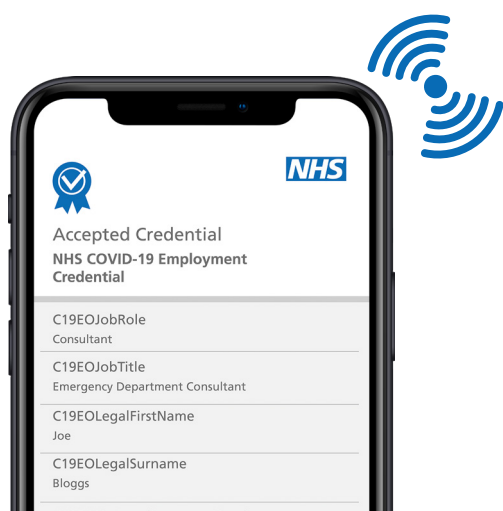 NHS
Accepted Credential
NHS COVID-19 Employment
Credential
C19EOJobRole
Consultant
C19EOJobTitle
Emergency Department Consultant
C19EOLegalFirstName
Joe
C19EOLegalSurname
Bloggs